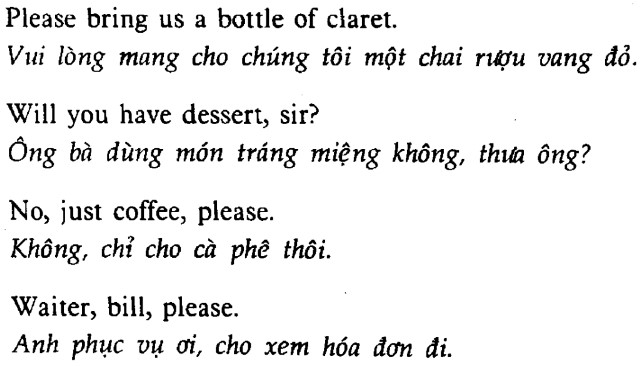 Please bring us a bottle of claret.
Vui lòng mang cho chúng tôi một chai rượu vang đỏ.
Will you have dessert, sir?
Ông bà dùng món tráng miệng không, thưa ông?
No, just coffee, please.
Không, chỉ cho cà phê thôi.
Waiter, bill, please.
Anh phục vụ ơi, cho xem hóa đơn đi.